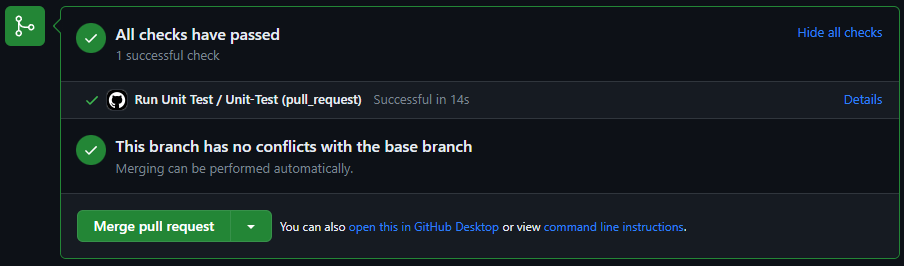 All checks have passed
Hide all checks
1 successful check
Run Unit Test / Unit-Test (pull_request) Successful in 14s
Details
This branch has no conflicts with the base branch
Merging can be performed automatically.
Merge pull request
You can also open this in GitHub Desktop or view command line instructions.